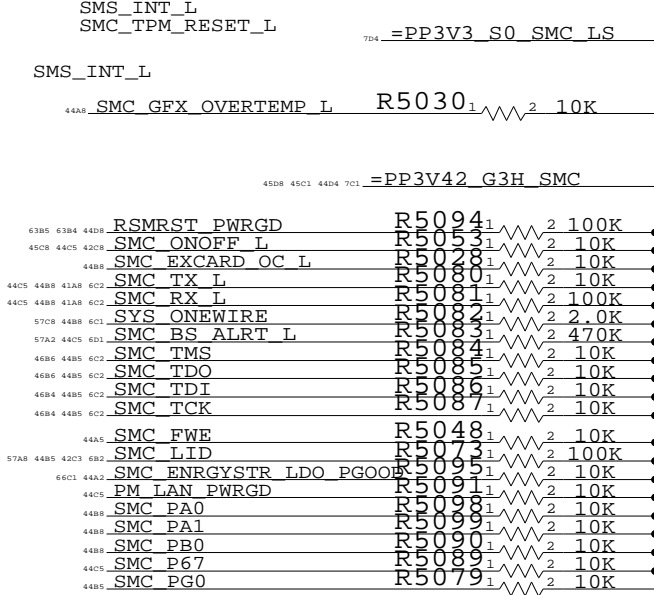 SMS_INT_L
SMC_TPM_RESET_L
7D4 =PP3V3_S0_SMC_LS
SMS_INT_L
44A8 SMC_GFX_OVERTEMP_L R5030 1 2 10K
45D8 45C1 44D4 7C1 =PP3V42_G3H_SMC
63B5 63B4 44D8 RSMRST_PWRGD R5094 1 2 100K
45C8 44C5 42C8 SMC_ONOFF_L R5053 1 2 10K
44B8 SMC_EXCARD_OC_L R5028 1 2 10K
44C5 44B8 41A8 6C2 SMC_TX_L R5080 1 2 10K
44C5 44B8 41A8 6C2 SMC_RX_L R5081 1 2 100K
57C8 44B8 6C1 SYS_ONEWIRE R5082 1 2 2.0K
57A2 44C5 6D1 SMC_BS_ALRT_L R5083 1 2 470K
46B6 44B5 6C2 SMC_TMS R5084 1 2 10K
46B6 44B5 6C2 SMC_TDO R5085 1 2 10K
46B4 44B5 6C2 SMC_TDI R5086 1 2 10K
46B4 44B5 6C2 SMC_TCK R5087 1 2 10K
44A5 SMC_FWE R5048 1 2 10K
57A8 44B5 42C3 6B2 SMC_LID R5073 1 2 100K
66C1 44A2 SMC_ENRGYSTR_LDO_PGOOD R5095 1 2 10K
44C5 PM_LAN_PWRGD R5091 1 2 10K
44B8 SMC_PA0 R5098 1 2 10K
44B8 SMC_PA1 R5099 1 2 10K
44B8 SMC_PB0 R5090 1 2 10K
44C5 SMC_P67 R5089 1 2 10K
44B5 SMC_PG0 R5079 1 2 10K